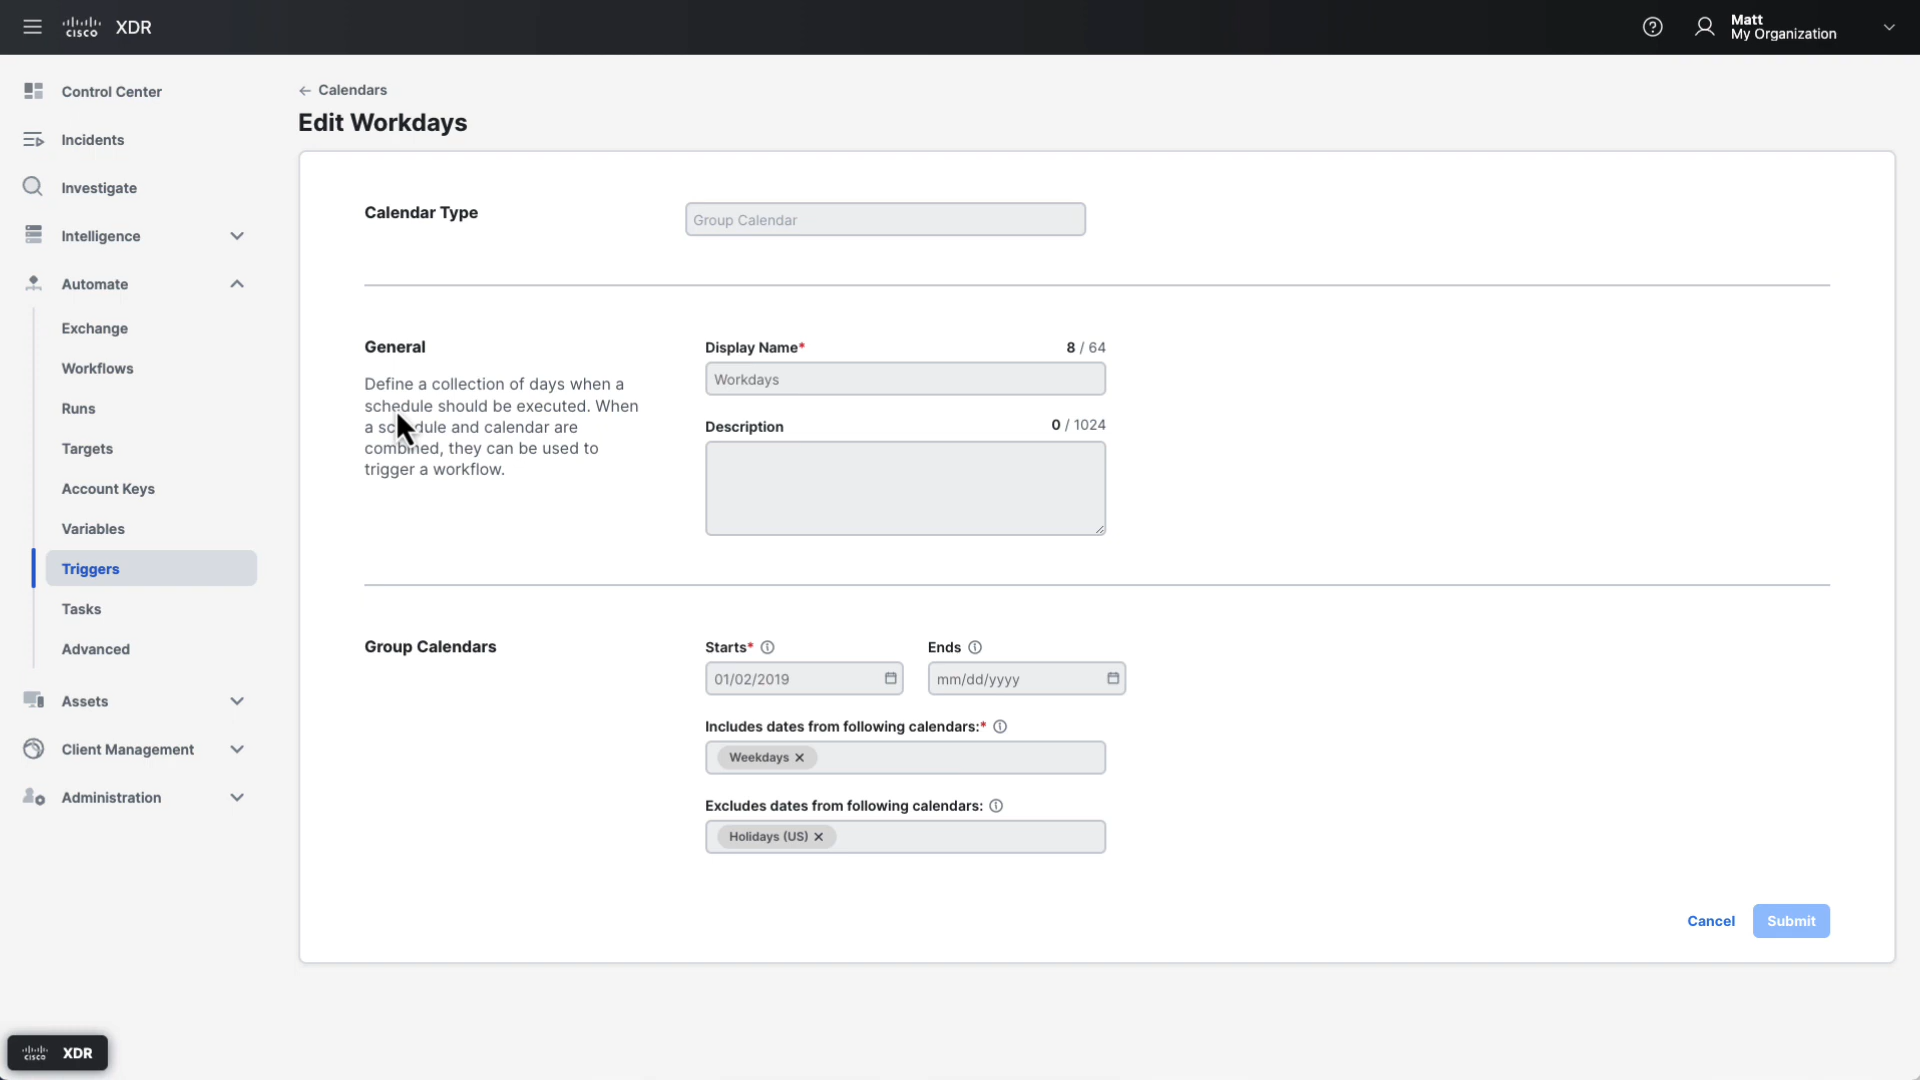 cisco XDR
Matt
My Organization
Control Center
Incidents
Investigate
Intelligence
Automate
Exchange
Workflows
Runs
Targets
Account Keys
Variables
Triggers
Tasks
Advanced
Assets
Client Management
Administration
Calendars
Edit Workdays
Calendar Type
Group Calendar
General
Define a collection of days when a
schedule should be executed. When
a schedule and calendar are
combined, they can be used to
trigger a workflow.
Display Name* 8 / 64
Workdays
Description 0 / 1024
Group Calendars
Starts* Ends
01/02/2019 mm/dd/yyyy
Includes dates from following calendars:*
Weekdays
Excludes dates from following calendars:
Holidays (US)
Cancel Submit
cisco XDR